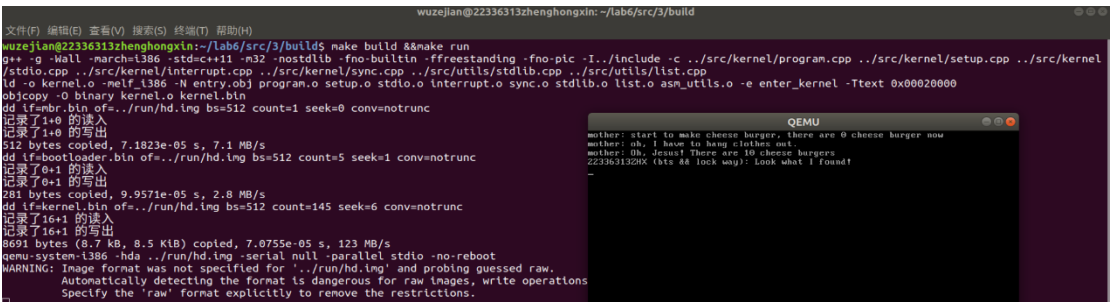 wuzejian@22336313zhenghongxin: ~/lab6/src/3/build
文件(F) 编辑(E) 查看(V) 搜索(S) 终端(T) 帮助(H)
wuzejian@22336313zhenghongxin:~/lab6/src/3/build$ make build &&make run
g++ -g -Wall -march=i386 -std=c++11 -m32 -nostdlib -fno-builtin -ffreestanding -fno-pic -I../include -c ../src/kernel/program.cpp ../src/kernel/setup.cpp ../src/kernel
/stdio.cpp ../src/kernel/interrupt.cpp ../src/kernel/sync.cpp ../src/utils/stdlib.cpp ../src/utils/list.cpp
ld -o kernel.o -melf_i386 -N entry.obj program.o setup.o stdio.o interrupt.o sync.o stdlib.o list.o asm_utils.o -e enter_kernel -Ttext 0x00020000
objcopy -O binary kernel.o kernel.bin
dd if=mbr.bin of=../run/hd.img bs=512 count=1 seek=0 conv=notrunc
记录了1+0 的读入
记录了1+0 的写出
512 bytes copied, 7.1823e-05 s, 7.1 MB/s
dd if=bootloader.bin of=../run/hd.img bs=512 count=5 seek=1 conv=notrunc
记录了0+1 的读入
记录了0+1 的写出
281 bytes copied, 9.9571e-05 s, 2.8 MB/s
dd if=kernel.bin of=../run/hd.img bs=512 count=145 seek=6 conv=notrunc
记录了16+1 的读入
记录了16+1 的写出
8691 bytes (8.7 kB, 8.5 KiB) copied, 7.0755e-05 s, 123 MB/s
qemu-system-i386 -hda ../run/hd.img -serial null -parallel stdio -no-reboot
WARNING: Image format was not specified for '../run/hd.img' and probing guessed raw.
Automatically detecting the format is dangerous for raw images, write operations
Specify the 'raw' format explicitly to remove the restrictions.
QEMU
mother: start to make cheese burger, there are 0 cheese burger now
mother: oh, I have to hang clothes out.
mother: Oh, Jesus! There are 10 cheese burgers
22336313ZHX (bts && lock way): Look what I found!